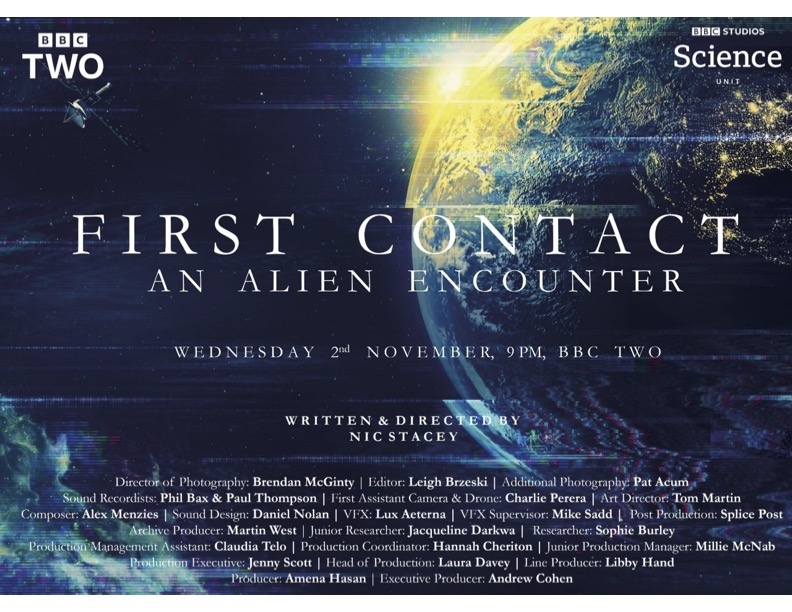 BBC
TWO
BBC STUDIOS
Science
UNIT
FIRST CONTACT
AN ALIEN ENCOUNTER
WEDNESDAY 2nd NOVEMBER, 9PM, BBC TWO
WRITTEN & DIRECTED BY
NIC STACEY
Director of Photography: Brendan McGinty | Editor: Leigh Brzeski | Additional Photography: Pat Acum
Sound Recordists: Phil Bax & Paul Thompson | First Assistant Camera & Drone: Charlie Perera | Art Director: Tom Martin
Composer: Alex Menzies | Sound Design: Daniel Nolan | VFX: Lux Aeterna | VFX Supervisor: Mike Sadd | Post Production: Splice Post
Archive Producer: Martin West | Junior Researcher: Jacqueline Darkwa | Researcher: Sophie Burley
Production Management Assistant: Claudia Telo | Production Coordinator: Hannah Cheriton | Junior Production Manager: Millie McNab
Production Executive: Jenny Scott | Head of Production: Laura Davey | Line Producer: Libby Hand
Producer: Amena Hasan | Executive Producer: Andrew Cohen